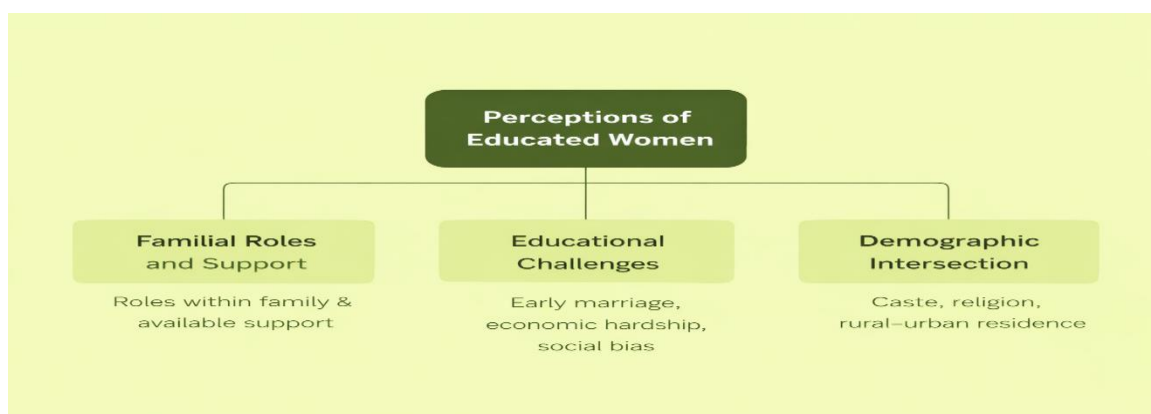 Perceptions of
Educated Women
Familial Roles
and Support
Roles within family &
available support
Educational
Challenges
Early marriage,
economic hardship,
social bias
Demographic
Intersection
Caste, religion,
rural–urban residence